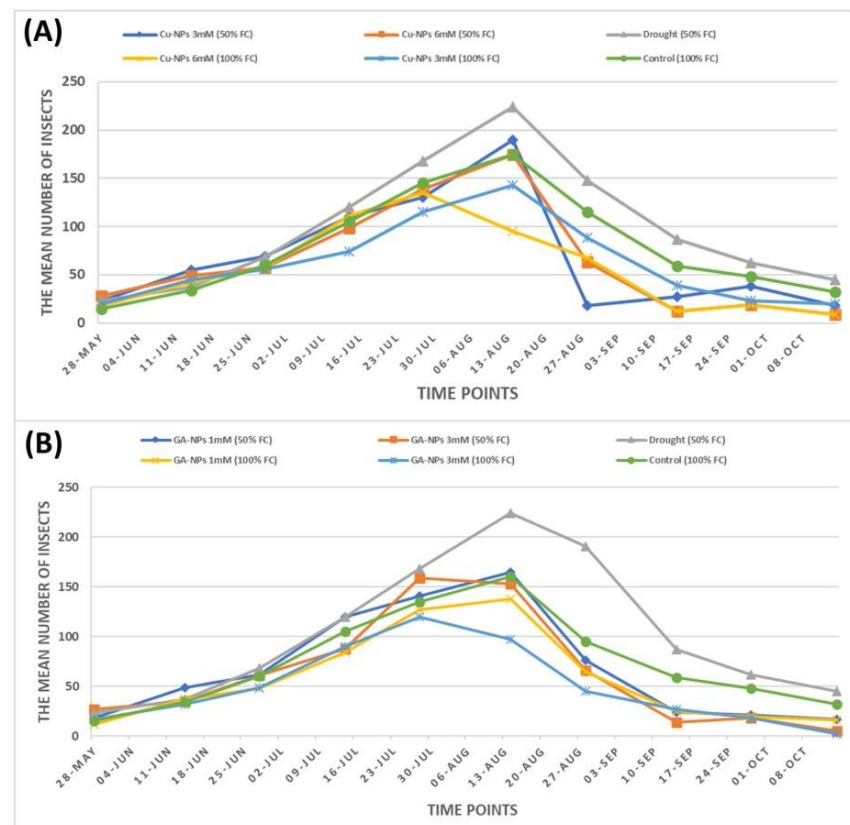 (A)
Cu-NPs 3mM (50% FC) Cu-NPs 6mM (50% FC) Drought (50% FC)
Cu-NPs 6mM (100% FC) Cu-NPs 3mM (100% FC) Control (100% FC)
THE MEAN NUMBER OF INSECTS
250
200
150
100
50
0
28-MAY 04-JUN 11-JUN 18-JUN 25-JUN 02-JUL 09-JUL 16-JUL 23-JUL 30-JUL 06-AUG 13-AUG 20-AUG 27-AUG 03-SEP 10-SEP 17-SEP 24-SEP 01-OCT 08-OCT
TIME POINTS
(B)
GA-NPs 1mM (50% FC) GA-NPs 3mM (50% FC) Drought (50% FC)
GA-NPs 1mM (100% FC) GA-NPs 3mM (100% FC) Control (100% FC)
THE MEAN NUMBER OF INSECTS
250
200
150
100
50
0
28-MAY 04-JUN 11-JUN 18-JUN 25-JUN 02-JUL 09-JUL 16-JUL 23-JUL 30-JUL 06-AUG 13-AUG 20-AUG 27-AUG 03-SEP 10-SEP 17-SEP 24-SEP 01-OCT 08-OCT
TIME POINTS